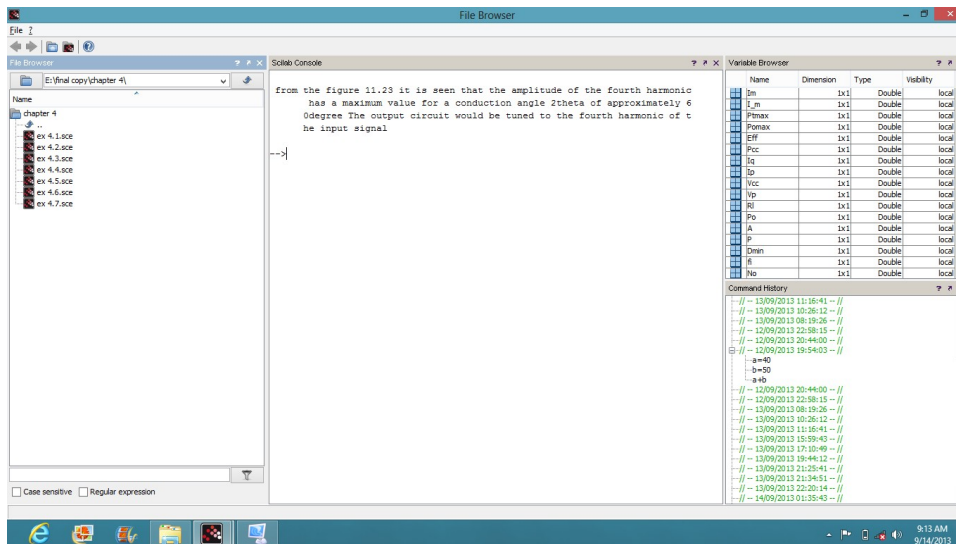 File Browser
File ?
File Browser
E:\final copy\chapter 4\
Name
chapter 4
..
ex 4.1.sce
ex 4.2.sce
ex 4.3.sce
ex 4.4.sce
ex 4.5.sce
ex 4.6.sce
ex 4.7.sce
Case sensitive Regular expression
Scilab Console
from the figure 11.23 it is seen that the amplitude of the fourth harmonic
has a maximum value for a conduction angle 2theta of approximately 6
0degree The output circuit would be tuned to the fourth harmonic of t
he input signal
-->
Variable Browser
Name Dimension Type Visibility
Im 1x1 Double local
I_m 1x1 Double local
Ptmax 1x1 Double local
Pomax 1x1 Double local
Eff 1x1 Double local
Pcc 1x1 Double local
Iq 1x1 Double local
Ip 1x1 Double local
Vcc 1x1 Double local
Vp 1x1 Double local
Rl 1x1 Double local
Po 1x1 Double local
A 1x1 Double local
P 1x1 Double local
Dmin 1x1 Double local
fi 1x1 Double local
No 1x1 Double local
Command History
// -- 13/09/2013 11:16:41 -- //
// -- 13/09/2013 10:26:12 -- //
// -- 13/09/2013 08:19:26 -- //
// -- 12/09/2013 22:58:15 -- //
// -- 12/09/2013 20:44:00 -- //
// -- 12/09/2013 19:54:03 -- //
a=40
b=50
a+b
// -- 12/09/2013 20:44:00 -- //
// -- 12/09/2013 22:58:15 -- //
// -- 13/09/2013 08:19:26 -- //
// -- 13/09/2013 10:26:12 -- //
// -- 13/09/2013 11:16:41 -- //
// -- 13/09/2013 15:59:43 -- //
// -- 13/09/2013 17:10:49 -- //
// -- 13/09/2013 19:44:12 -- //
// -- 13/09/2013 21:25:41 -- //
// -- 13/09/2013 21:34:51 -- //
// -- 13/09/2013 22:20:14 -- //
// -- 14/09/2013 01:35:43 -- //
9:13 AM
9/14/2013